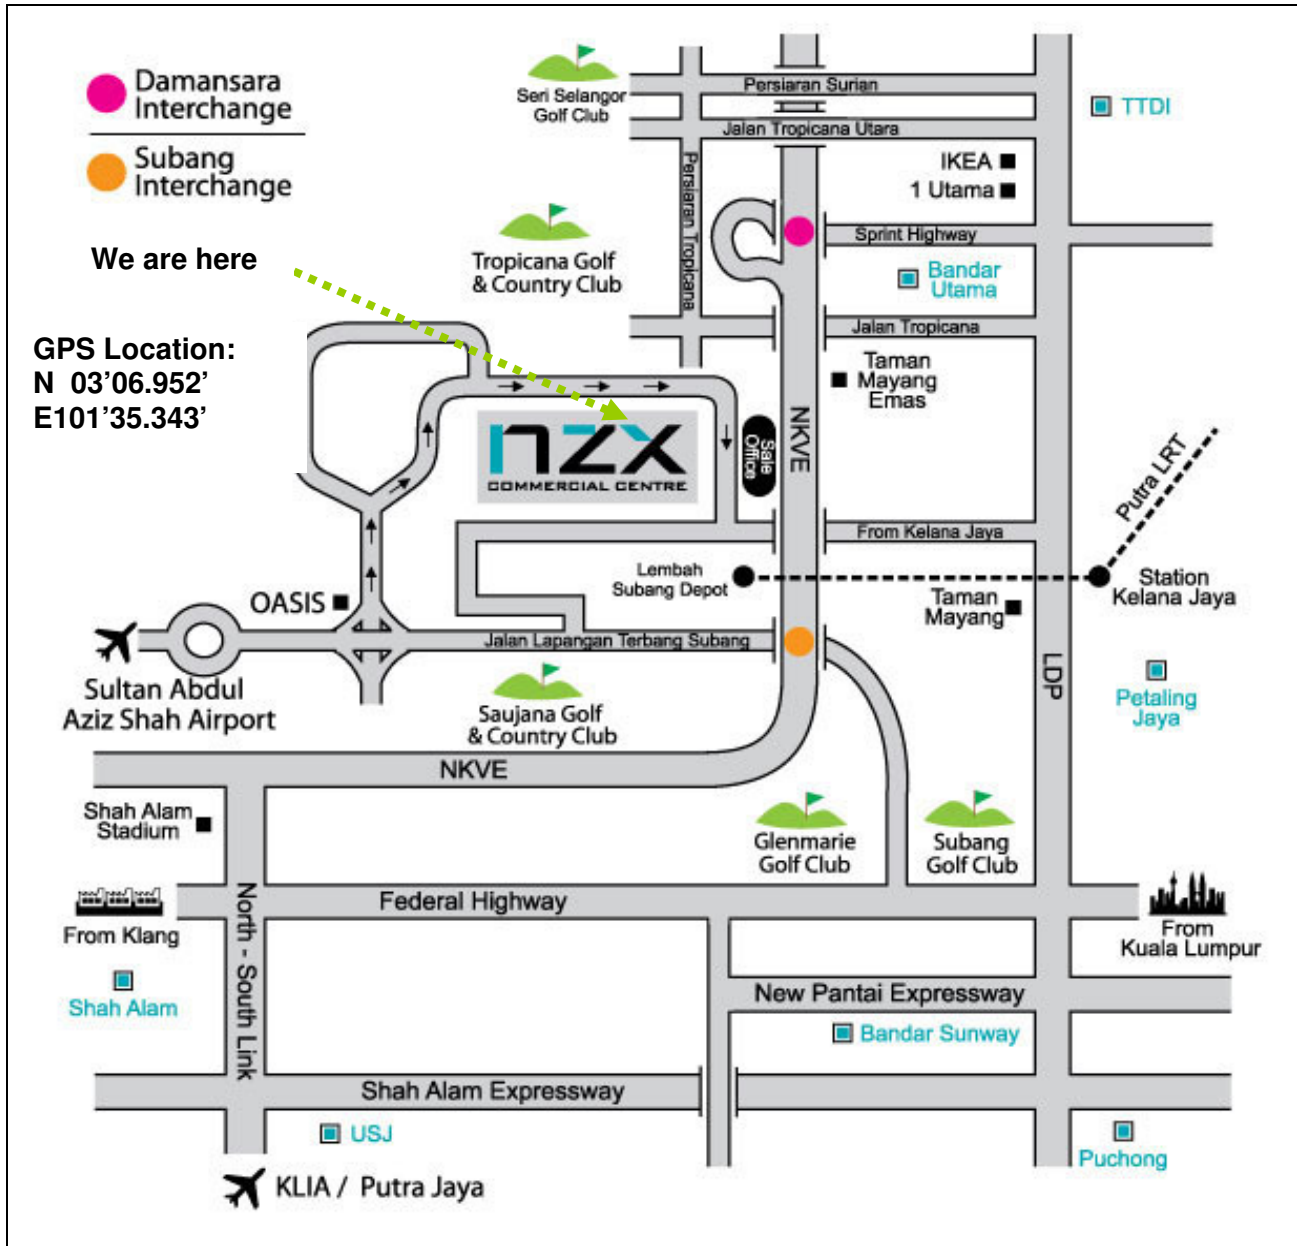 Damansara
Interchange
Subang
Interchange
We are here
GPS Location:
N  03'06.952'
E101'35.343'
Seri Selangor
Golf Club
Persiaran Surian
Jalan Tropicana Utara
TTDI
IKEA
1 Utama
Persiaran Tropicana
Sprint Highway
Tropicana Golf
& Country Club
Bandar
Utama
Jalan Tropicana
Taman
Mayang
Emas
NKVE
nzx
COMMERCIAL CENTRE
Sale
Office
Putra LRT
From Kelana Jaya
Lembah
Subang Depot
Station
Kelana Jaya
OASIS
Taman
Mayang
Jalan Lapangan Terbang Subang
LDP
Sultan Abdul
Aziz Shah Airport
Saujana Golf
& Country Club
Petaling
Jaya
NKVE
Shah Alam
Stadium
Glenmarie
Golf Club
Subang
Golf Club
North - South Link
Federal Highway
From Klang
From
Kuala Lumpur
Shah Alam
New Pantai Expressway
Bandar Sunway
Shah Alam Expressway
USJ
Puchong
KLIA /  Putra Jaya